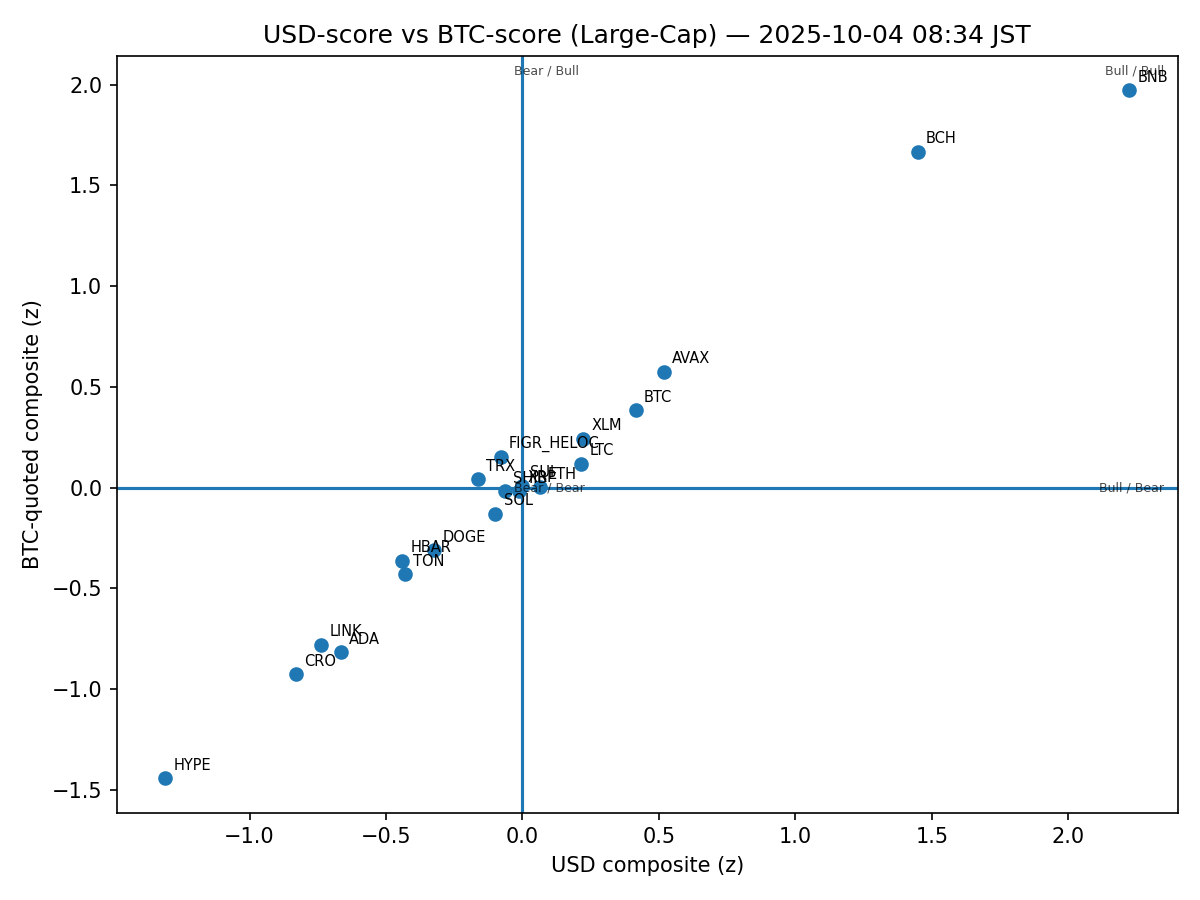 USD-score vs BTC-score (Large-Cap) — 2025-10-04 08:34 JST
Bear / Bull
Bull / Bull
BNB
BCH
AVAX
BTC
XLM
FIGR_HELOC
LTC
TRX
SUI
ETH
SHIB
XRP
Bear / Bear
Bull / Bear
SOL
DOGE
HBAR
TON
LINK
ADA
CRO
HYPE
2.0
1.5
1.0
0.5
0.0
−0.5
−1.0
−1.5
BTC-quoted composite (z)
−1.0
−0.5
0.0
0.5
1.0
1.5
2.0
USD composite (z)